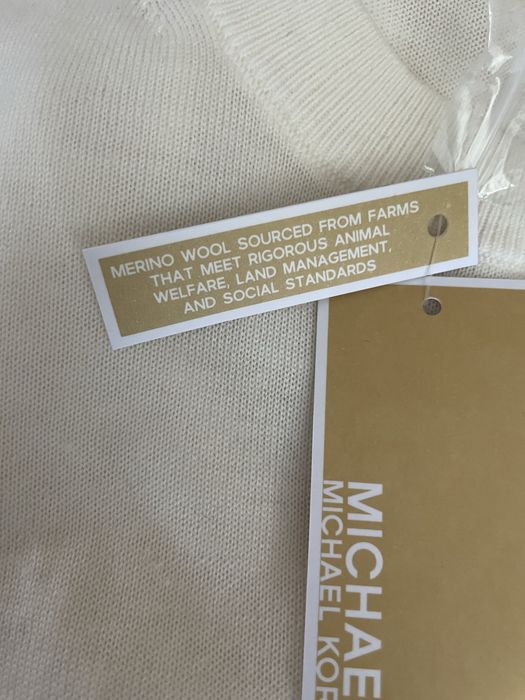 MERINO WOOL SOURCED FROM FARMS
THAT MEET RIGOROUS ANIMAL
WELFARE, LAND MANAGEMENT,
AND SOCIAL STANDARDS
MICHAE
MICHAEL KOR